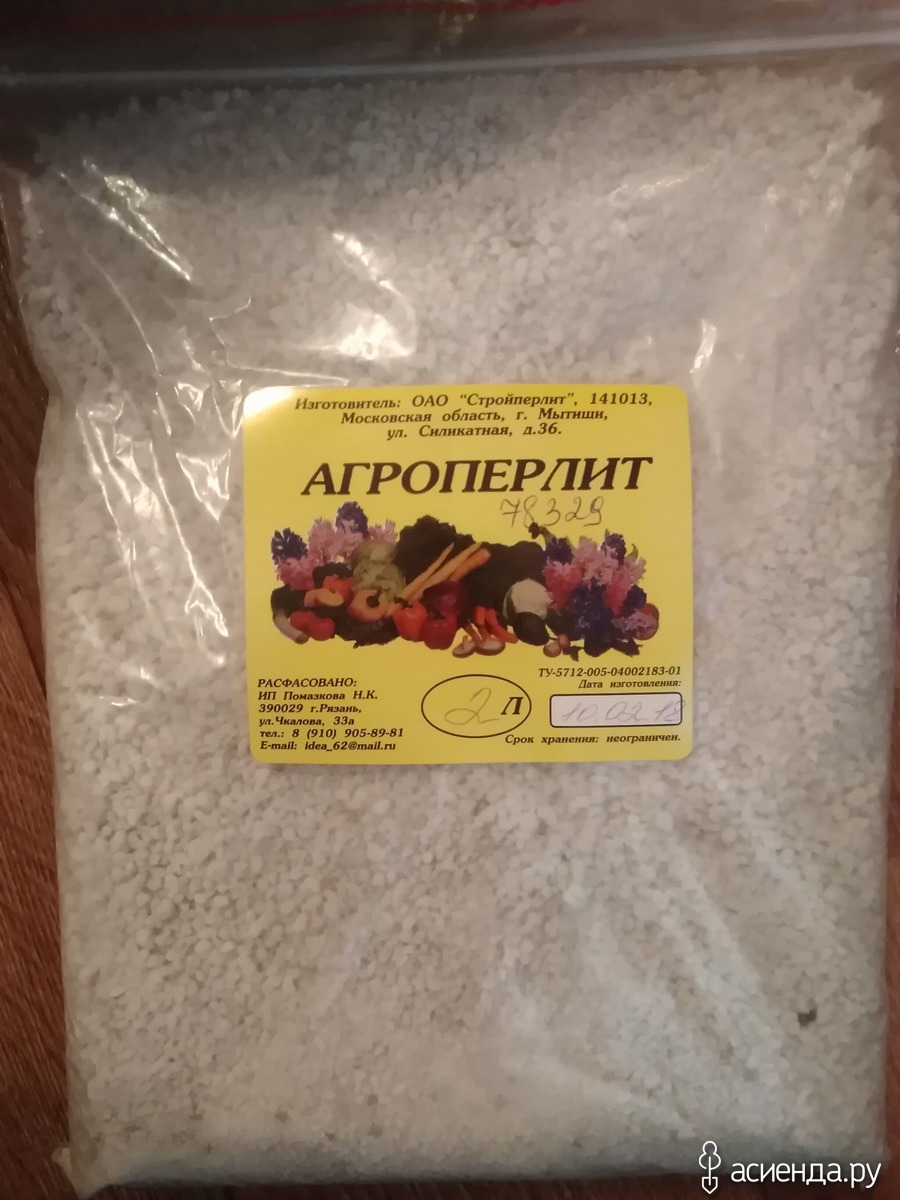 Изготовитель: ОАО "Стройперлит", 141013,
Московская область, г. Мытищи,
ул. Силикатная, д.36.
АГРОПЕРЛИТ
78329
РАСФАСОВАНО:
ИП Помазкова Н.К.
390029 г.Рязань,
ул.Чкалова, 33а
тел.: 8 (910) 905-89-81
E-mail: idea_62@mail.ru
2 Л
ТУ-5712-005-04002183-01
Дата изготовления:
10.02.18
Срок хранения: неограничен.
асиенда.ру